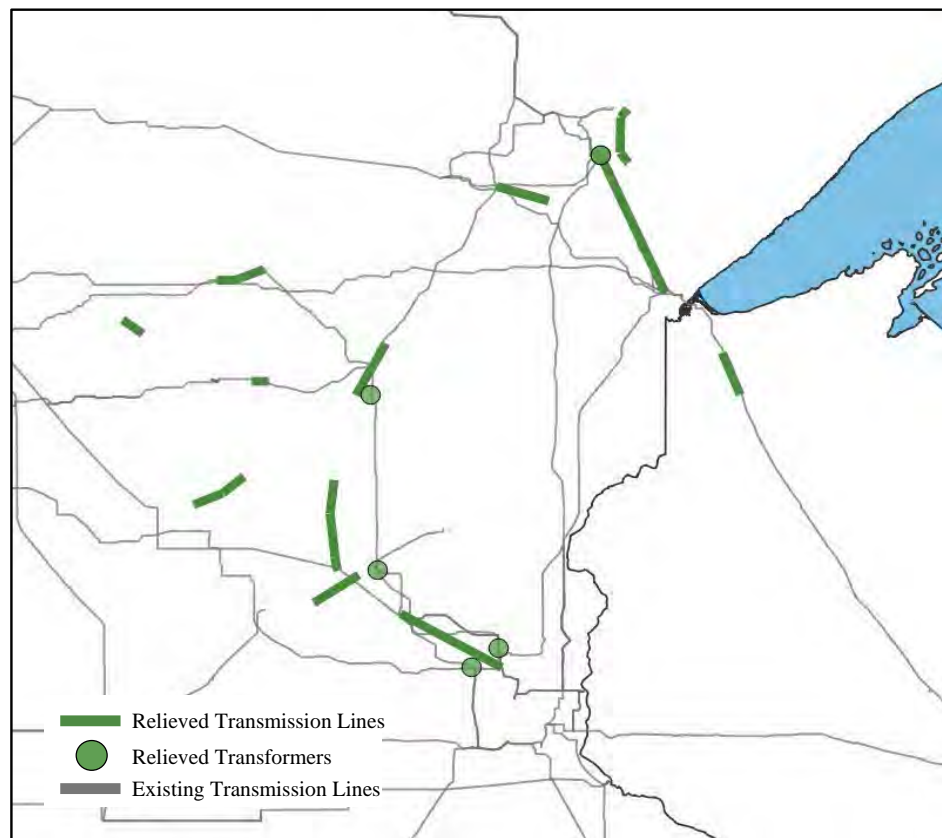 Relieved Transmission Lines
Relieved Transformers
Existing Transmission Lines